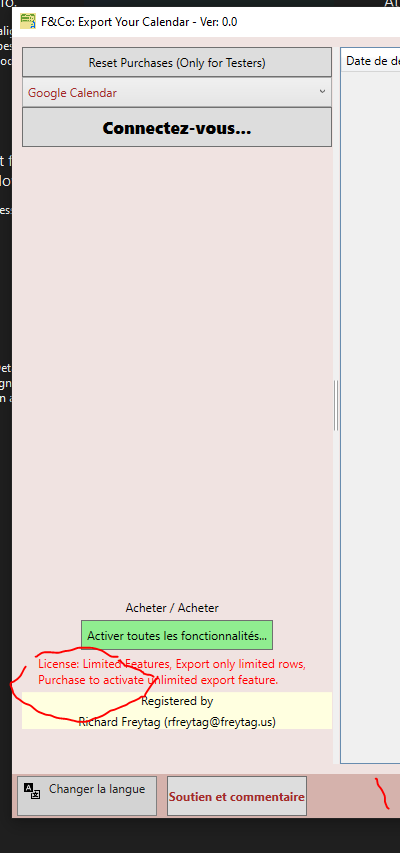 F&Co: Export Your Calendar - Ver: 0.0
Reset Purchases (Only for Testers)
Google Calendar
Connectez-vous...
Date de d
Acheter / Acheter
Activer toutes les fonctionnalités...
License: Limited Features, Export only limited rows,
Purchase to activate unlimited export feature.
Registered by
Richard Freytag (rfreytag@freytag.us)
Changer la langue
Soutien et commentaire